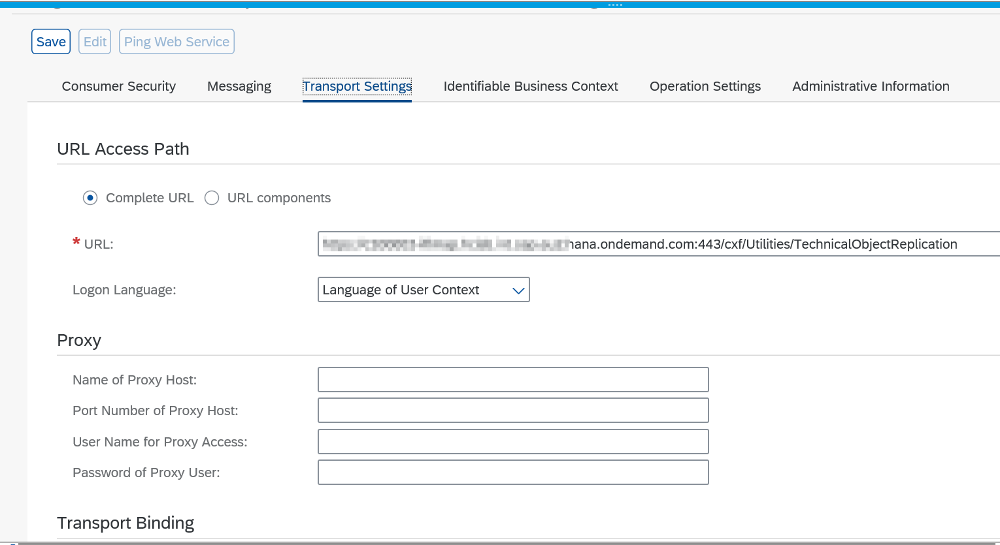 Save Edit Ping Web Service
Consumer Security Messaging Transport Settings Identifiable Business Context Operation Settings Administrative Information
URL Access Path
Complete URL URL components
* URL: hana.ondemand.com:443/cxf/Utilities/TechnicalObjectReplication
Logon Language: Language of User Context
Proxy
Name of Proxy Host:
Port Number of Proxy Host:
User Name for Proxy Access:
Password of Proxy User:
Transport Binding